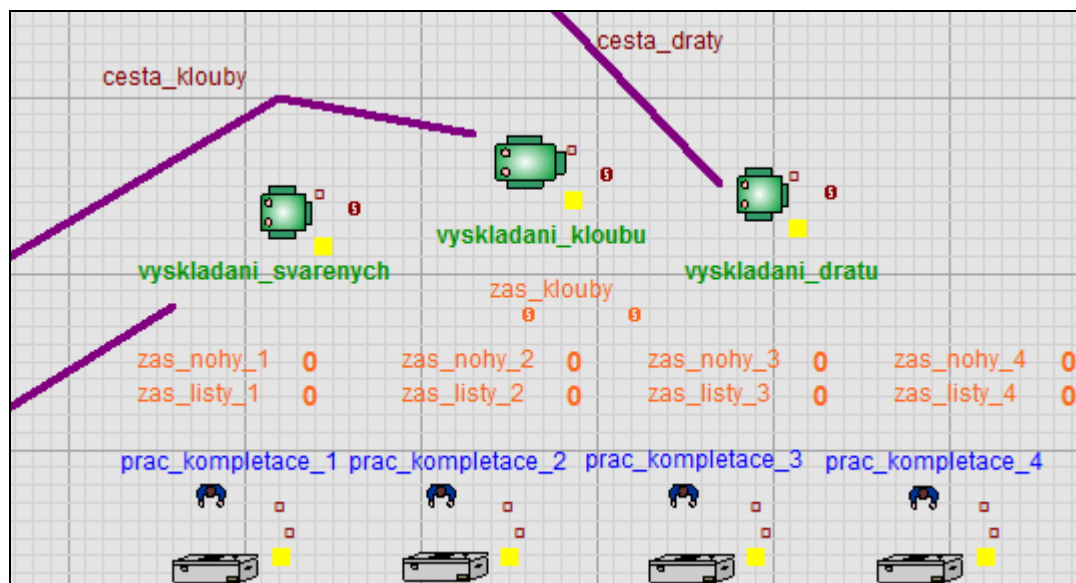 cesta_draty
cesta_klouby
vyskladani_kloubu
vyskladani_svarenych
vyskladani_dratu
zas_klouby
zas_nohy_1 0 zas_nohy_2 0 zas_nohy_3 0 zas_nohy_4 0
zas_listy_1 0 zas_listy_2 0 zas_listy_3 0 zas_listy_4 0
prac_kompletace_1 prac_kompletace_2 prac_kompletace_3 prac_kompletace_4